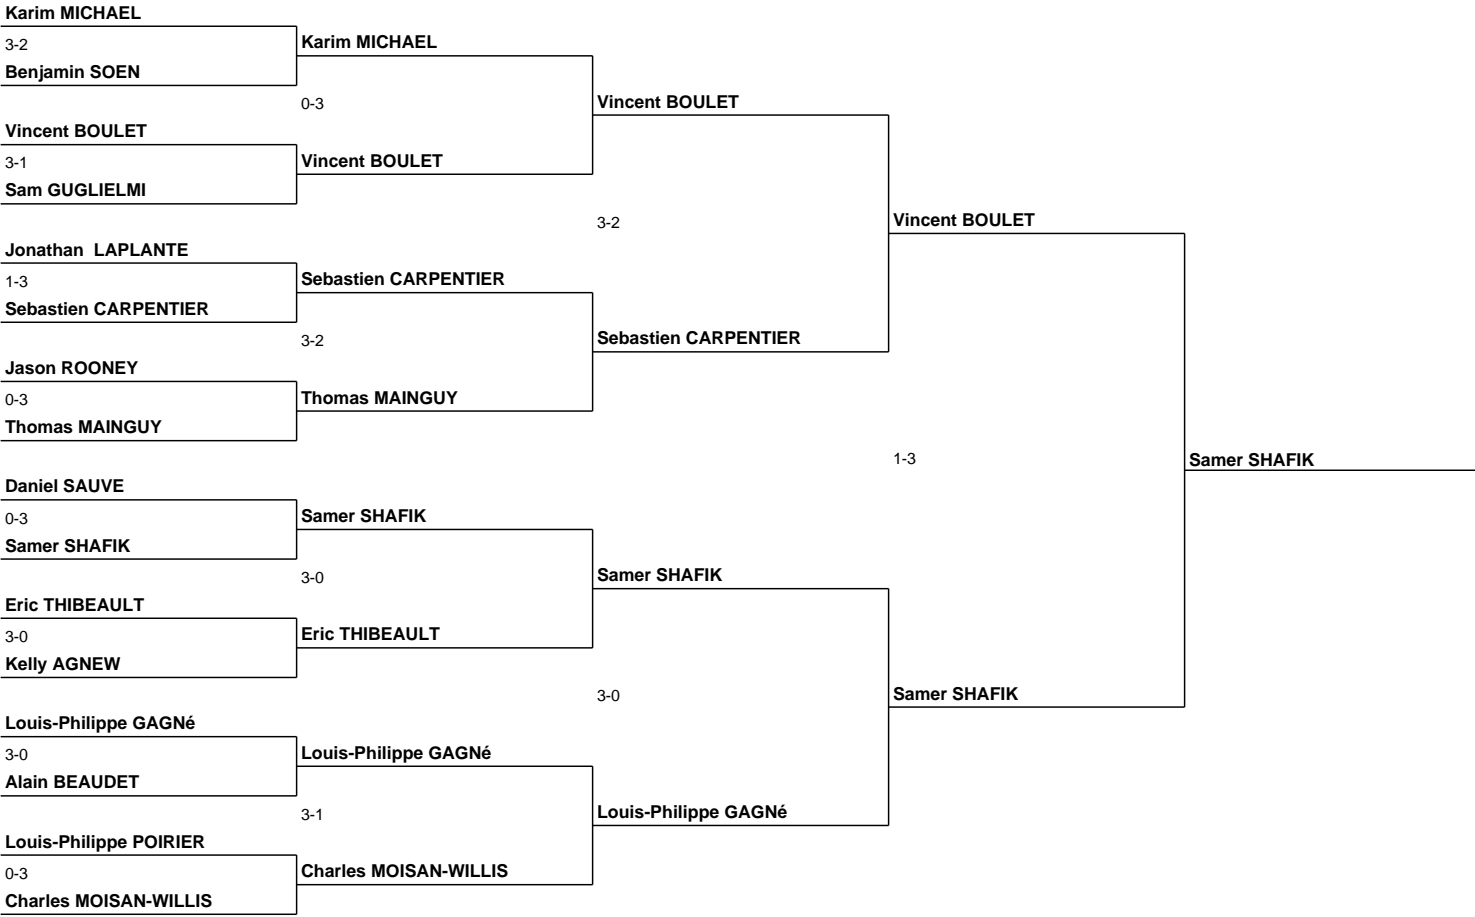 Karim MICHAEL
3-2
Benjamin SOEN
Vincent BOULET
3-1
Sam GUGLIELMI
Jonathan  LAPLANTE
1-3
Sebastien CARPENTIER
Jason ROONEY
0-3
Thomas MAINGUY
Daniel SAUVE
0-3
Samer SHAFIK
Eric THIBEAULT
3-0
Kelly AGNEW
Louis-Philippe GAGNé
3-0
Alain BEAUDET
Louis-Philippe POIRIER
0-3
Charles MOISAN-WILLIS
Karim MICHAEL
0-3
Vincent BOULET
Sebastien CARPENTIER
3-2
Thomas MAINGUY
Samer SHAFIK
3-0
Eric THIBEAULT
Louis-Philippe GAGNé
3-1
Charles MOISAN-WILLIS
Vincent BOULET
3-2
Sebastien CARPENTIER
Samer SHAFIK
3-0
Louis-Philippe GAGNé
Vincent BOULET
1-3
Samer SHAFIK
Samer SHAFIK